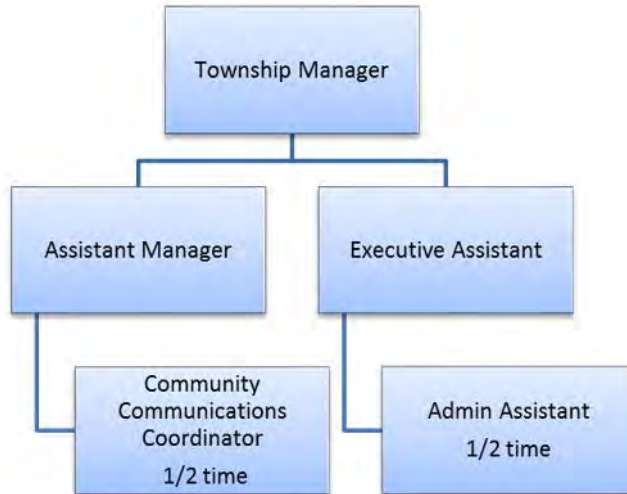 Township Manager
Assistant Manager
Executive Assistant
Community
Communications
Coordinator
1/2 time
Admin Assistant
1/2 time